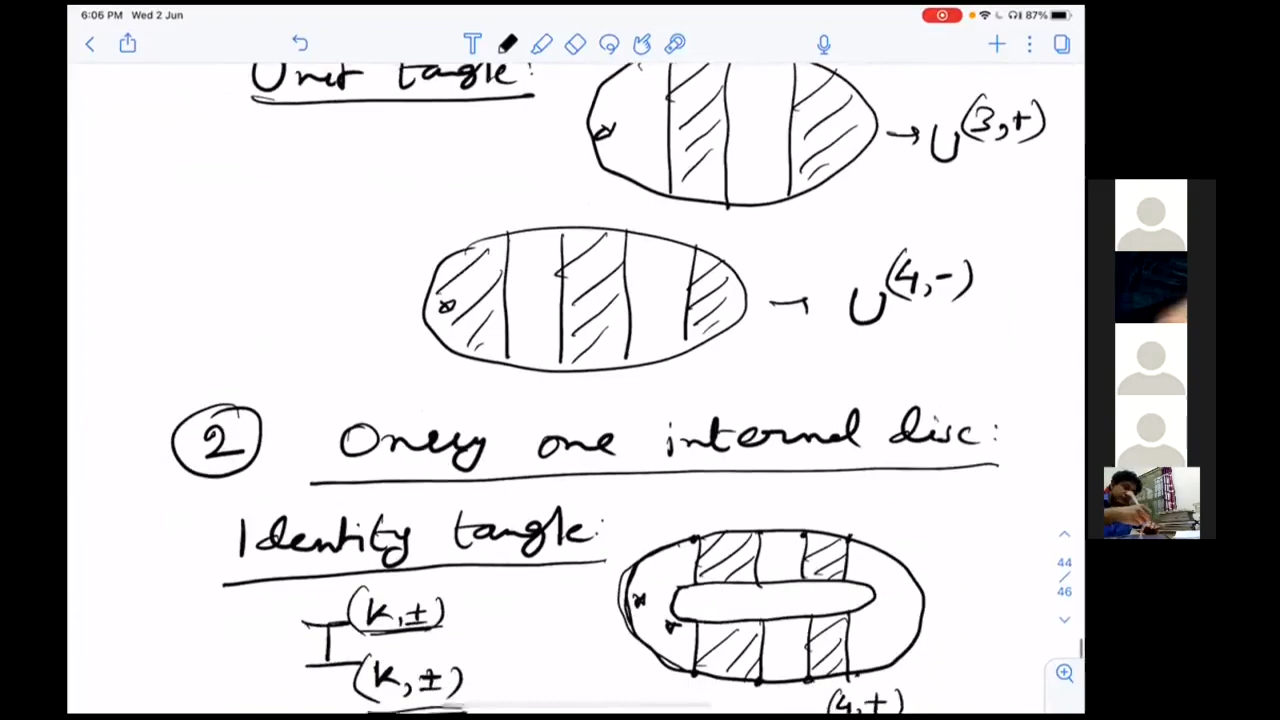 6:06 PM Wed 2 Jun
87%
Unit tangle:
→ U^(3,+)
→ U^(4,-)
② Only one internal disc:
Identity tangle:
I^(k,±)_(k,±)
(4,+)
44
/
46